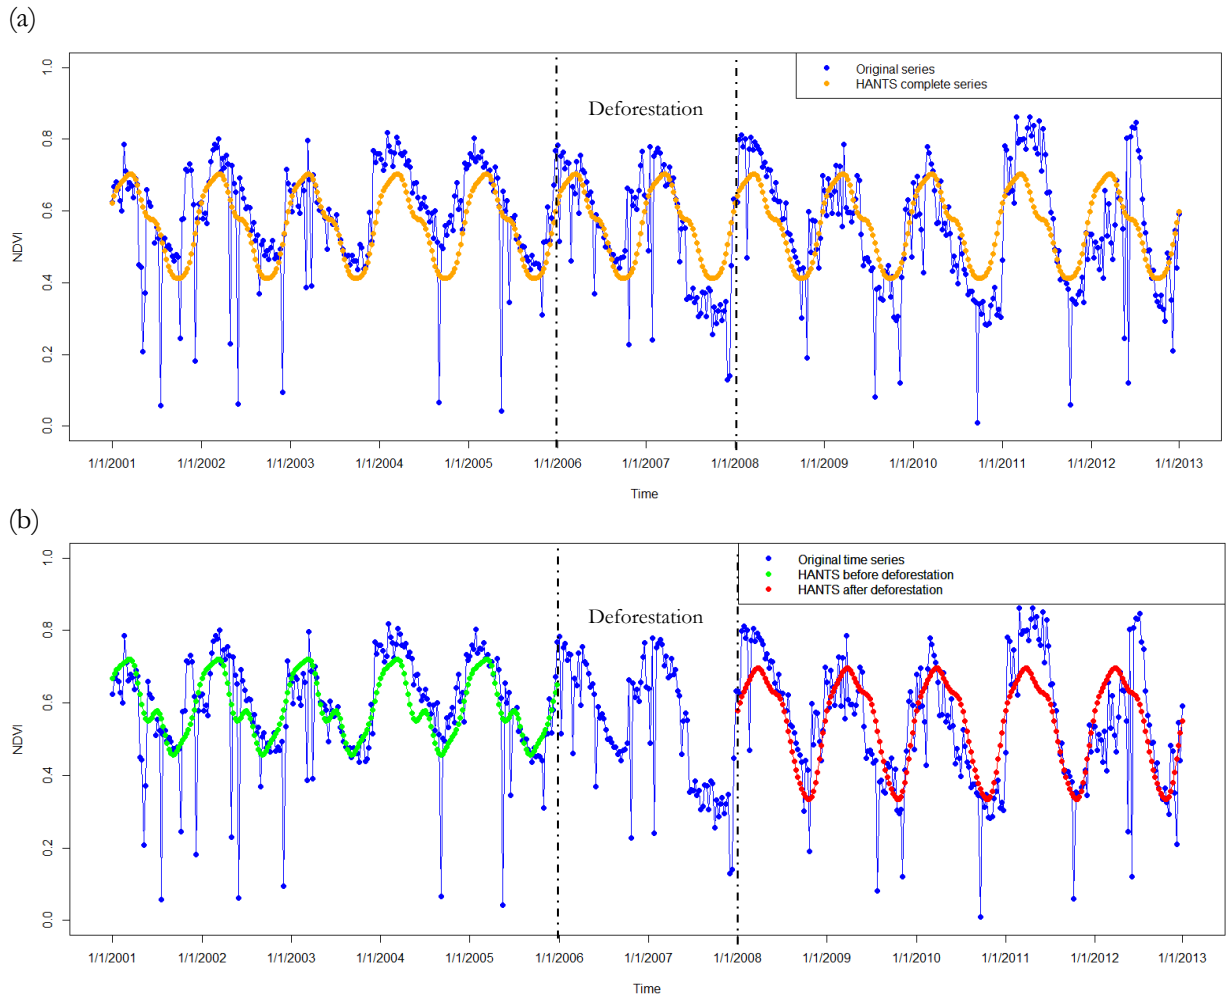 (a)
Original series
HANTS complete series
Deforestation
NDVI
1.0
0.8
0.6
0.4
0.2
0.0
1/1/2001 1/1/2002 1/1/2003 1/1/2004 1/1/2005 1/1/2006 1/1/2007 1/1/2008 1/1/2009 1/1/2010 1/1/2011 1/1/2012 1/1/2013
Time
(b)
Original time series
HANTS before deforestation
HANTS after deforestation
Deforestation
NDVI
1.0
0.8
0.6
0.4
0.2
0.0
1/1/2001 1/1/2002 1/1/2003 1/1/2004 1/1/2005 1/1/2006 1/1/2007 1/1/2008 1/1/2009 1/1/2010 1/1/2011 1/1/2012 1/1/2013
Time